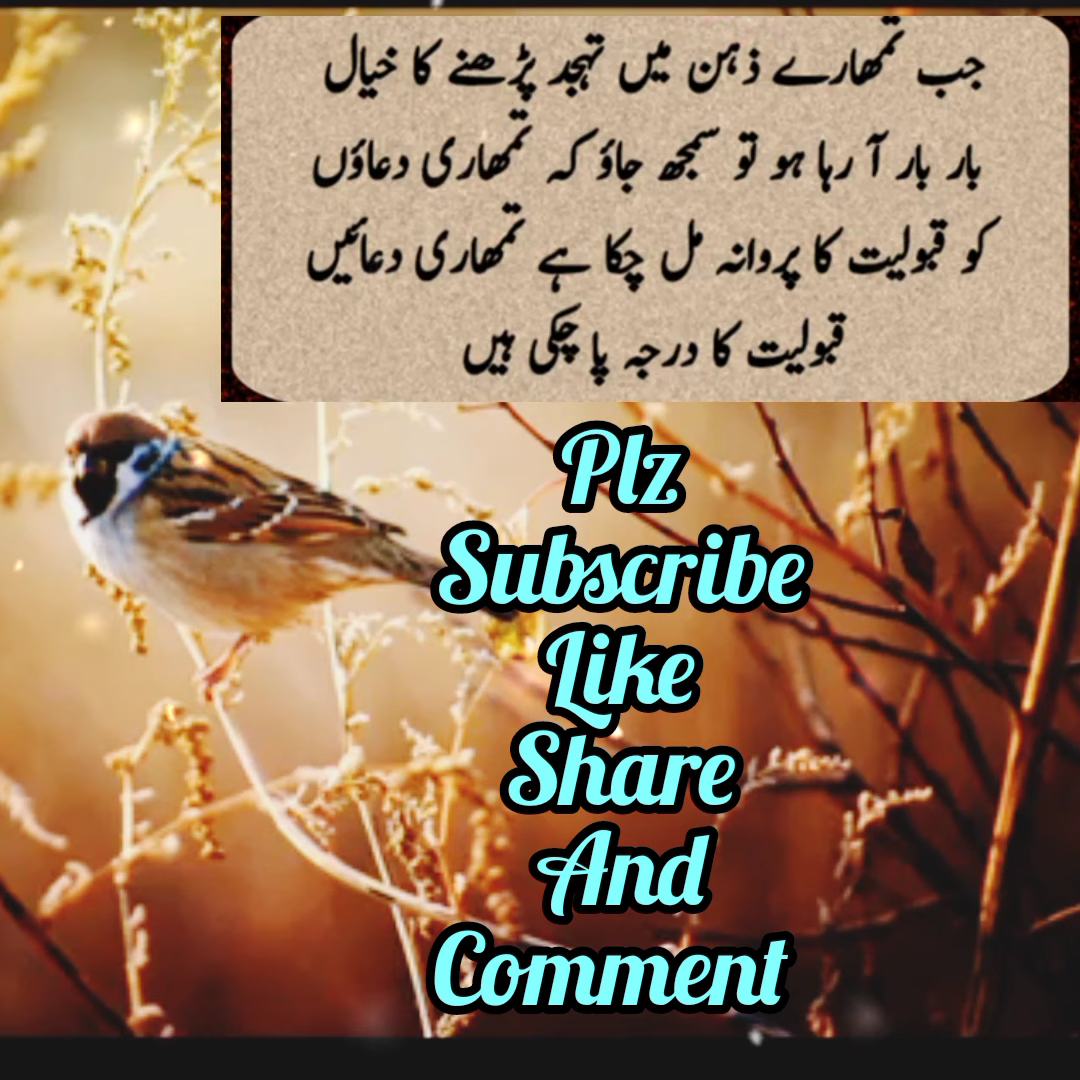 جب تمھارے ذہن میں تہجد پڑھنے کا خیال
بار بار آ رہا ہو تو سمجھ جاؤ کہ تمھاری دعاؤں
کو قبولیت کا پروانہ مل چکا ہے تمھاری دعائیں
قبولیت کا درجہ پا چکی ہیں
Plz
Subscribe
Like
Share
And
Comment